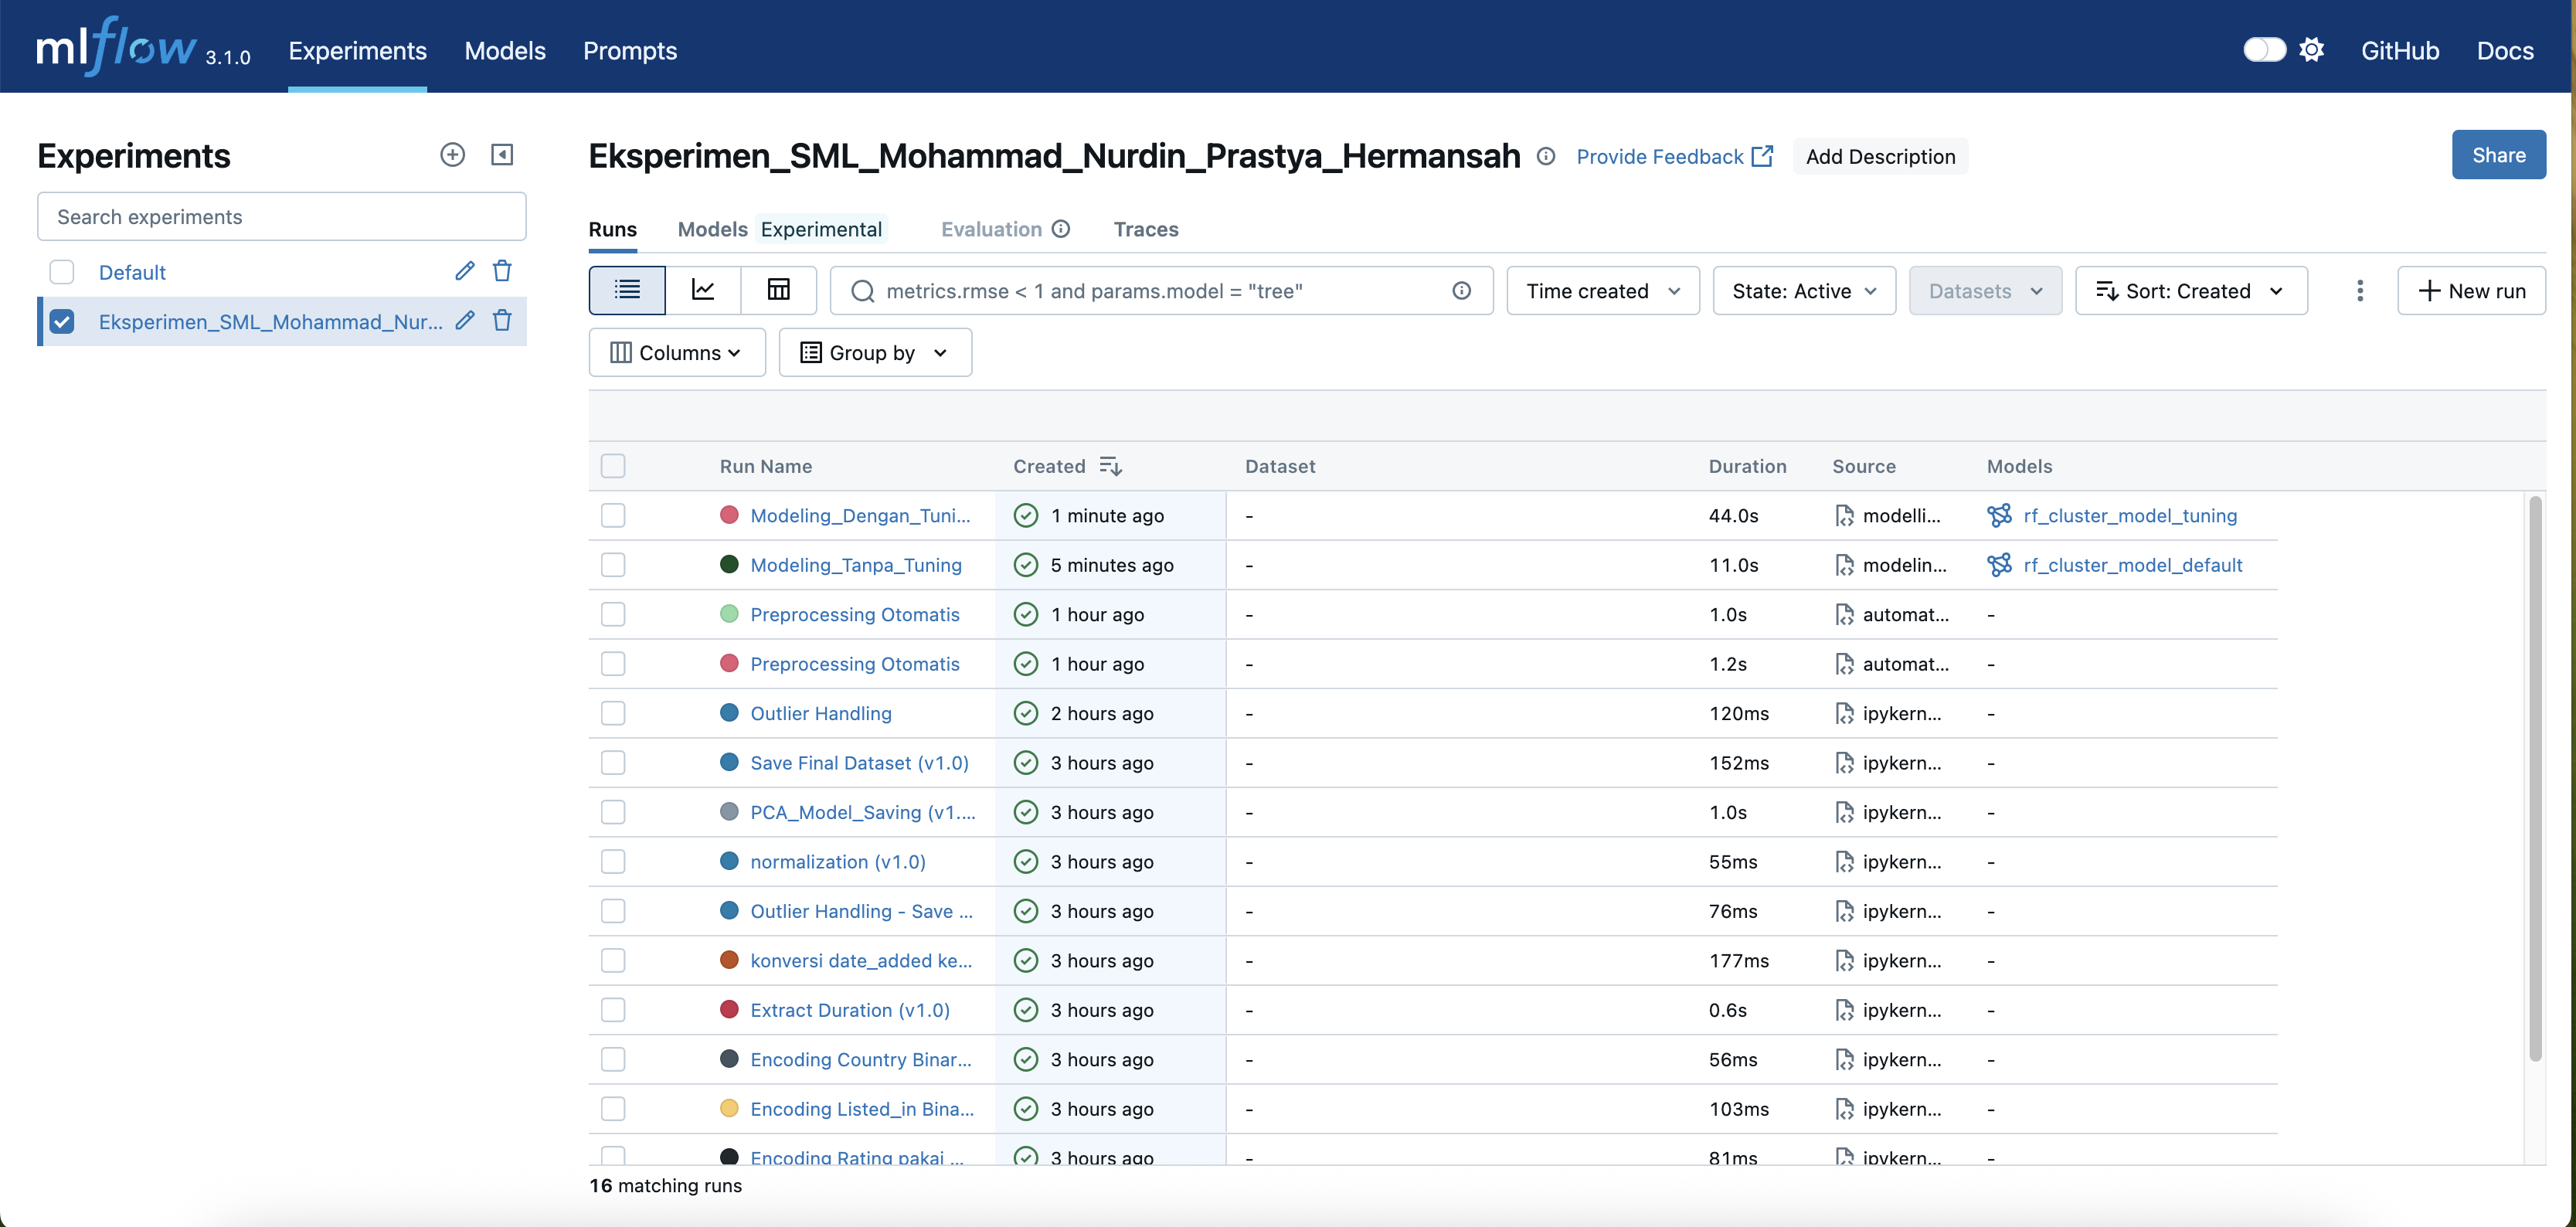 mlflow 3.1.0 Experiments Models Prompts GitHub Docs
Experiments
Search experiments
Default
Eksperimen_SML_Mohammad_Nur...
Eksperimen_SML_Mohammad_Nurdin_Prastya_Hermansah Provide Feedback Add Description Share
Runs Models Experimental Evaluation Traces
metrics.rmse < 1 and params.model = "tree" Time created State: Active Datasets Sort: Created New run
Columns Group by
Run Name Created Dataset Duration Source Models
Modeling_Dengan_Tuni... 1 minute ago - 44.0s modelli... rf_cluster_model_tuning
Modeling_Tanpa_Tuning 5 minutes ago - 11.0s modelin... rf_cluster_model_default
Preprocessing Otomatis 1 hour ago - 1.0s automat... -
Preprocessing Otomatis 1 hour ago - 1.2s automat... -
Outlier Handling 2 hours ago - 120ms ipykern... -
Save Final Dataset (v1.0) 3 hours ago - 152ms ipykern... -
PCA_Model_Saving (v1.... 3 hours ago - 1.0s ipykern... -
normalization (v1.0) 3 hours ago - 55ms ipykern... -
Outlier Handling - Save ... 3 hours ago - 76ms ipykern... -
konversi date_added ke... 3 hours ago - 177ms ipykern... -
Extract Duration (v1.0) 3 hours ago - 0.6s ipykern... -
Encoding Country Binar... 3 hours ago - 56ms ipykern... -
Encoding Listed_in Bina... 3 hours ago - 103ms ipykern... -
Encoding Rating pakai ... 3 hours ago - 81ms ipykern... -
16 matching runs